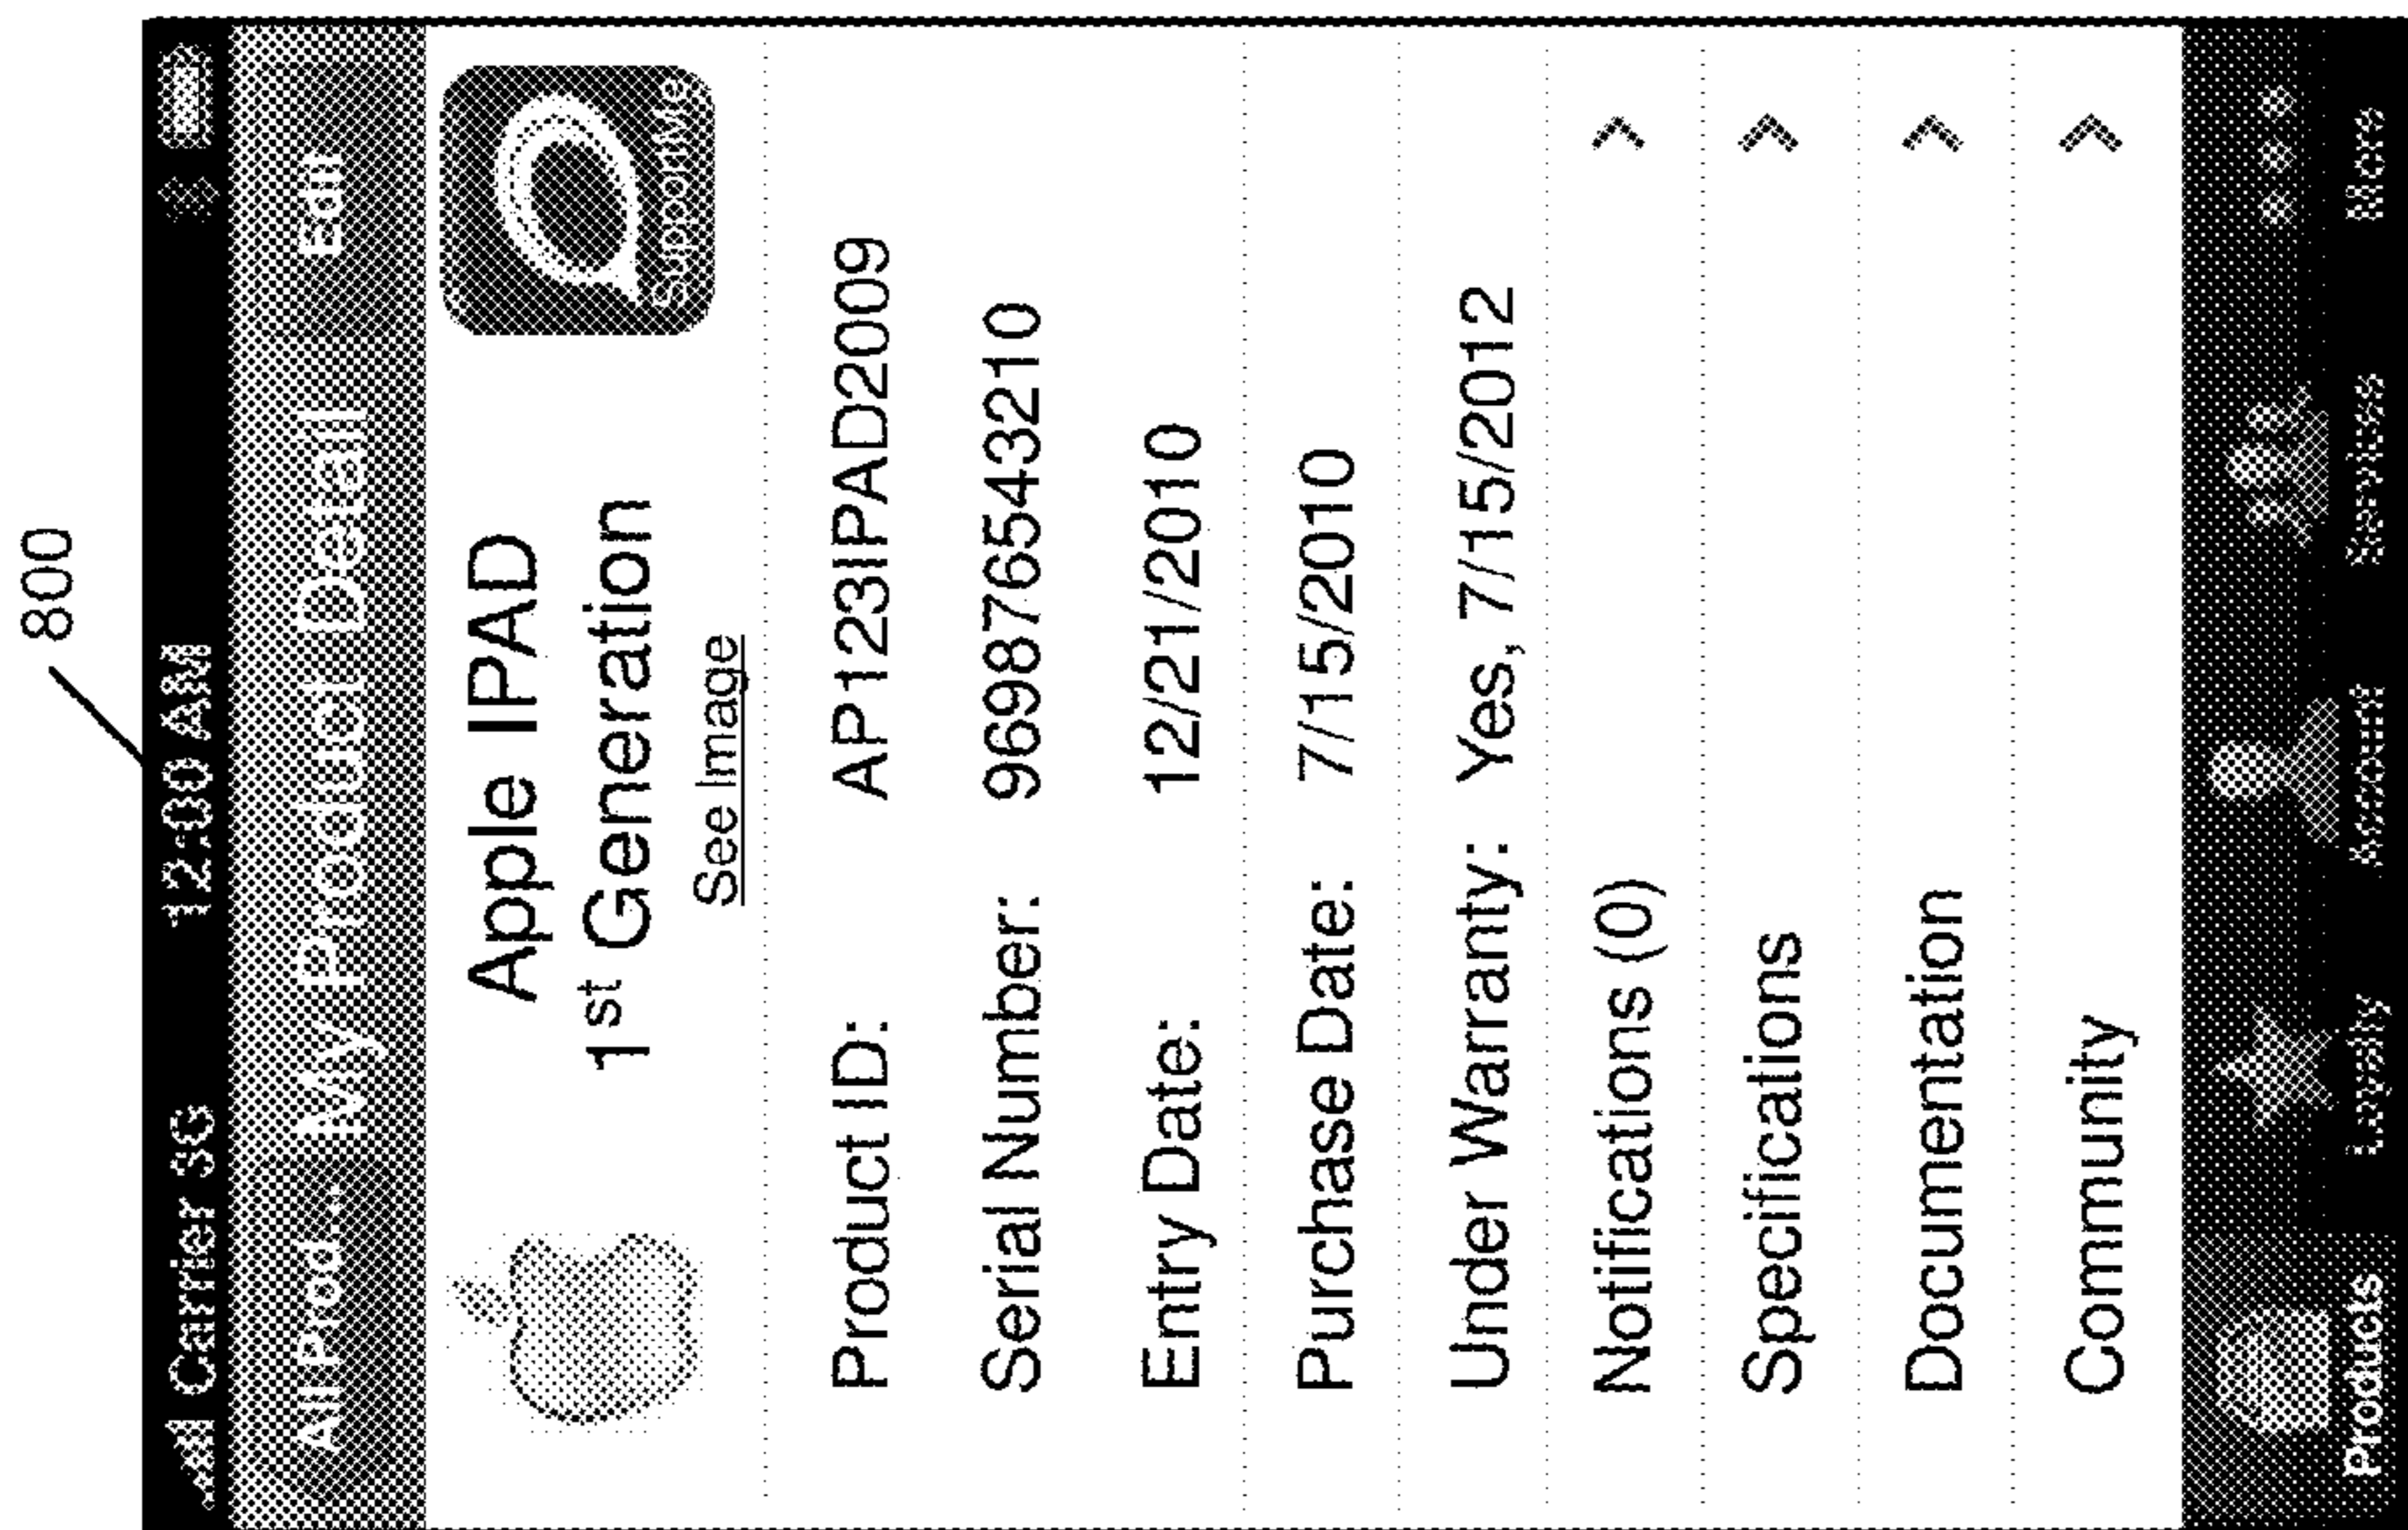 800
Carrier 3G 12:00 AM
All Prod... My Product Detail Edit
Apple IPAD
1st Generation
See Image
SupportMe
Product ID: AP123IPAD2009
Serial Number: 969876543210
Entry Date: 12/21/2010
Purchase Date: 7/15/2010
Under Warranty: Yes, 7/15/2012
Notifications (0) >
Specifications >
Documentation >
Community >
Products Loyalty Account Services More